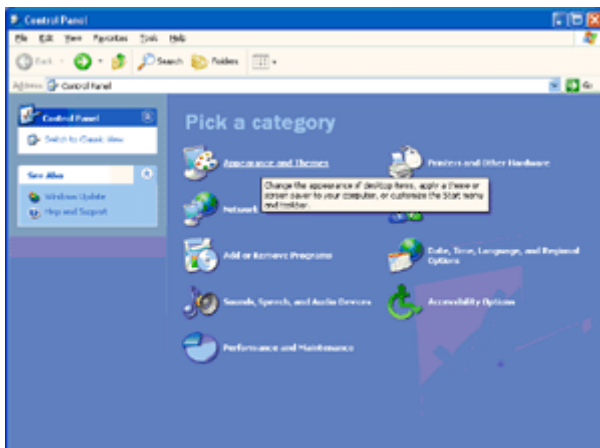 Control Panel
File Edit View Favorites Tools Help
Back Search Folders
Address Control Panel Go
Control Panel
Switch to Classic View
See Also
Windows Update
Help and Support
Pick a category
Appearance and Themes
Printers and Other Hardware
Change the appearance of desktop items, apply a theme or
screen saver to your computer, or customize the Start menu
and taskbar.
Network
Add or Remove Programs
Date, Time, Language, and Regional
Options
Sounds, Speech, and Audio Devices
Accessibility Options
Performance and Maintenance